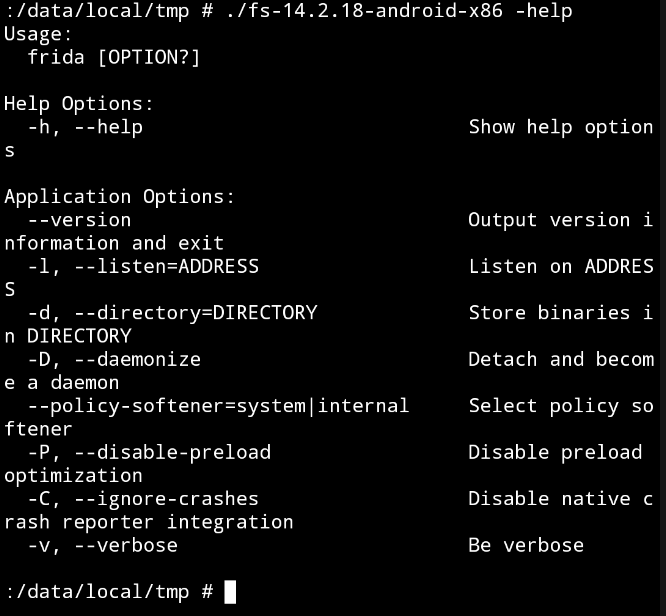 :/data/local/tmp # ./fs-14.2.18-android-x86 -help
Usage:
  frida [OPTION?]

Help Options:
  -h, --help                            Show help option
s

Application Options:
  --version                             Output version i
nformation and exit
  -l, --listen=ADDRESS                  Listen on ADDRES
S
  -d, --directory=DIRECTORY             Store binaries i
n DIRECTORY
  -D, --daemonize                       Detach and becom
e a daemon
  --policy-softener=system|internal     Select policy so
ftener
  -P, --disable-preload                 Disable preload
optimization
  -C, --ignore-crashes                  Disable native c
rash reporter integration
  -v, --verbose                         Be verbose

:/data/local/tmp #